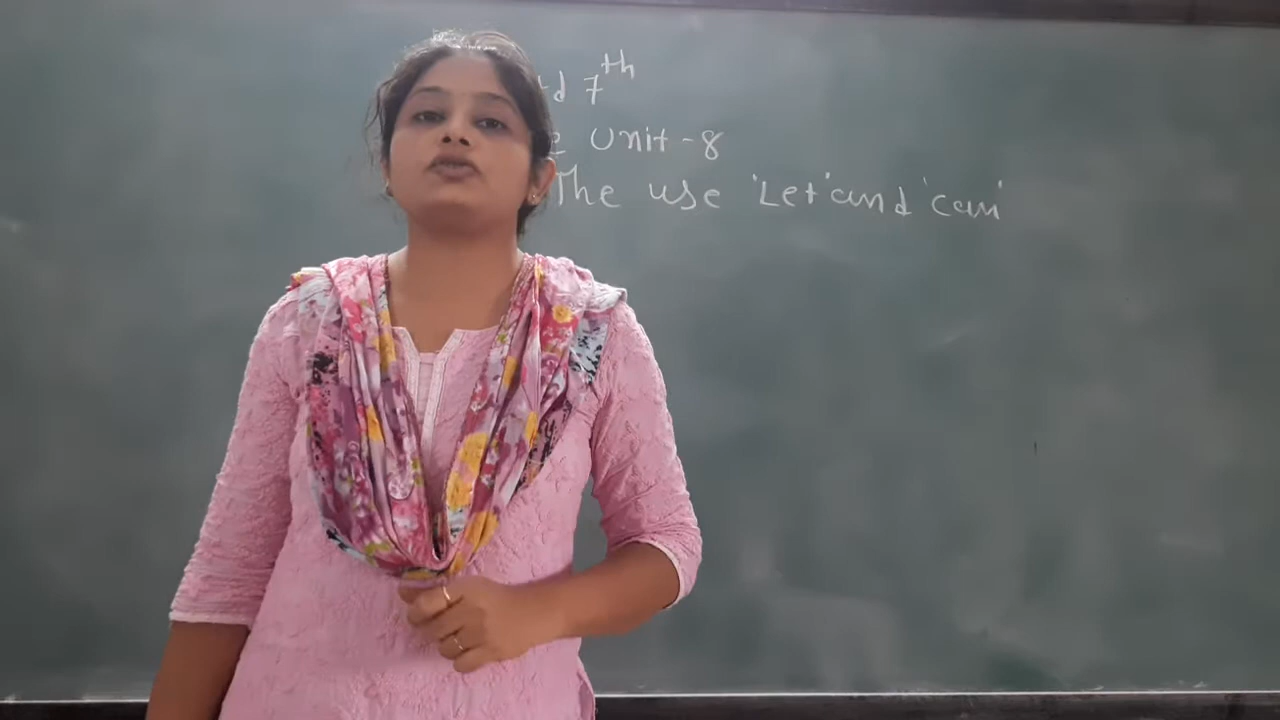 7th
Unit-8
The use 'Let' and 'can'